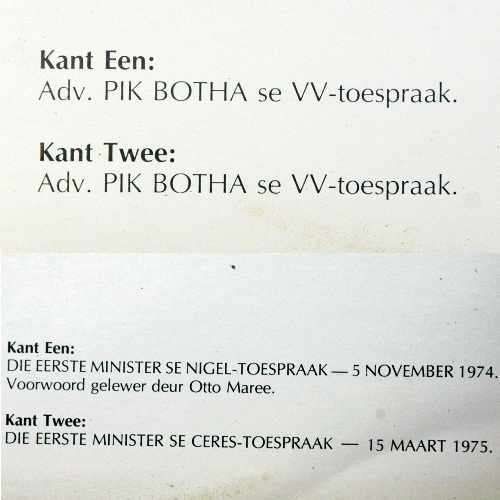 Kant Een:
Adv. PIK BOTHA se VV-toespraak.
Kant Twee:
Adv. PIK BOTHA se VV-toespraak.
Kant Een:
DIE EERSTE MINISTER SE NIGEL-TOESPRAAK — 5 NOVEMBER 1974.
Voorwoord gelewer deur Otto Maree.
Kant Twee:
DIE EERSTE MINISTER SE CERES-TOESPRAAK — 15 MAART 1975.